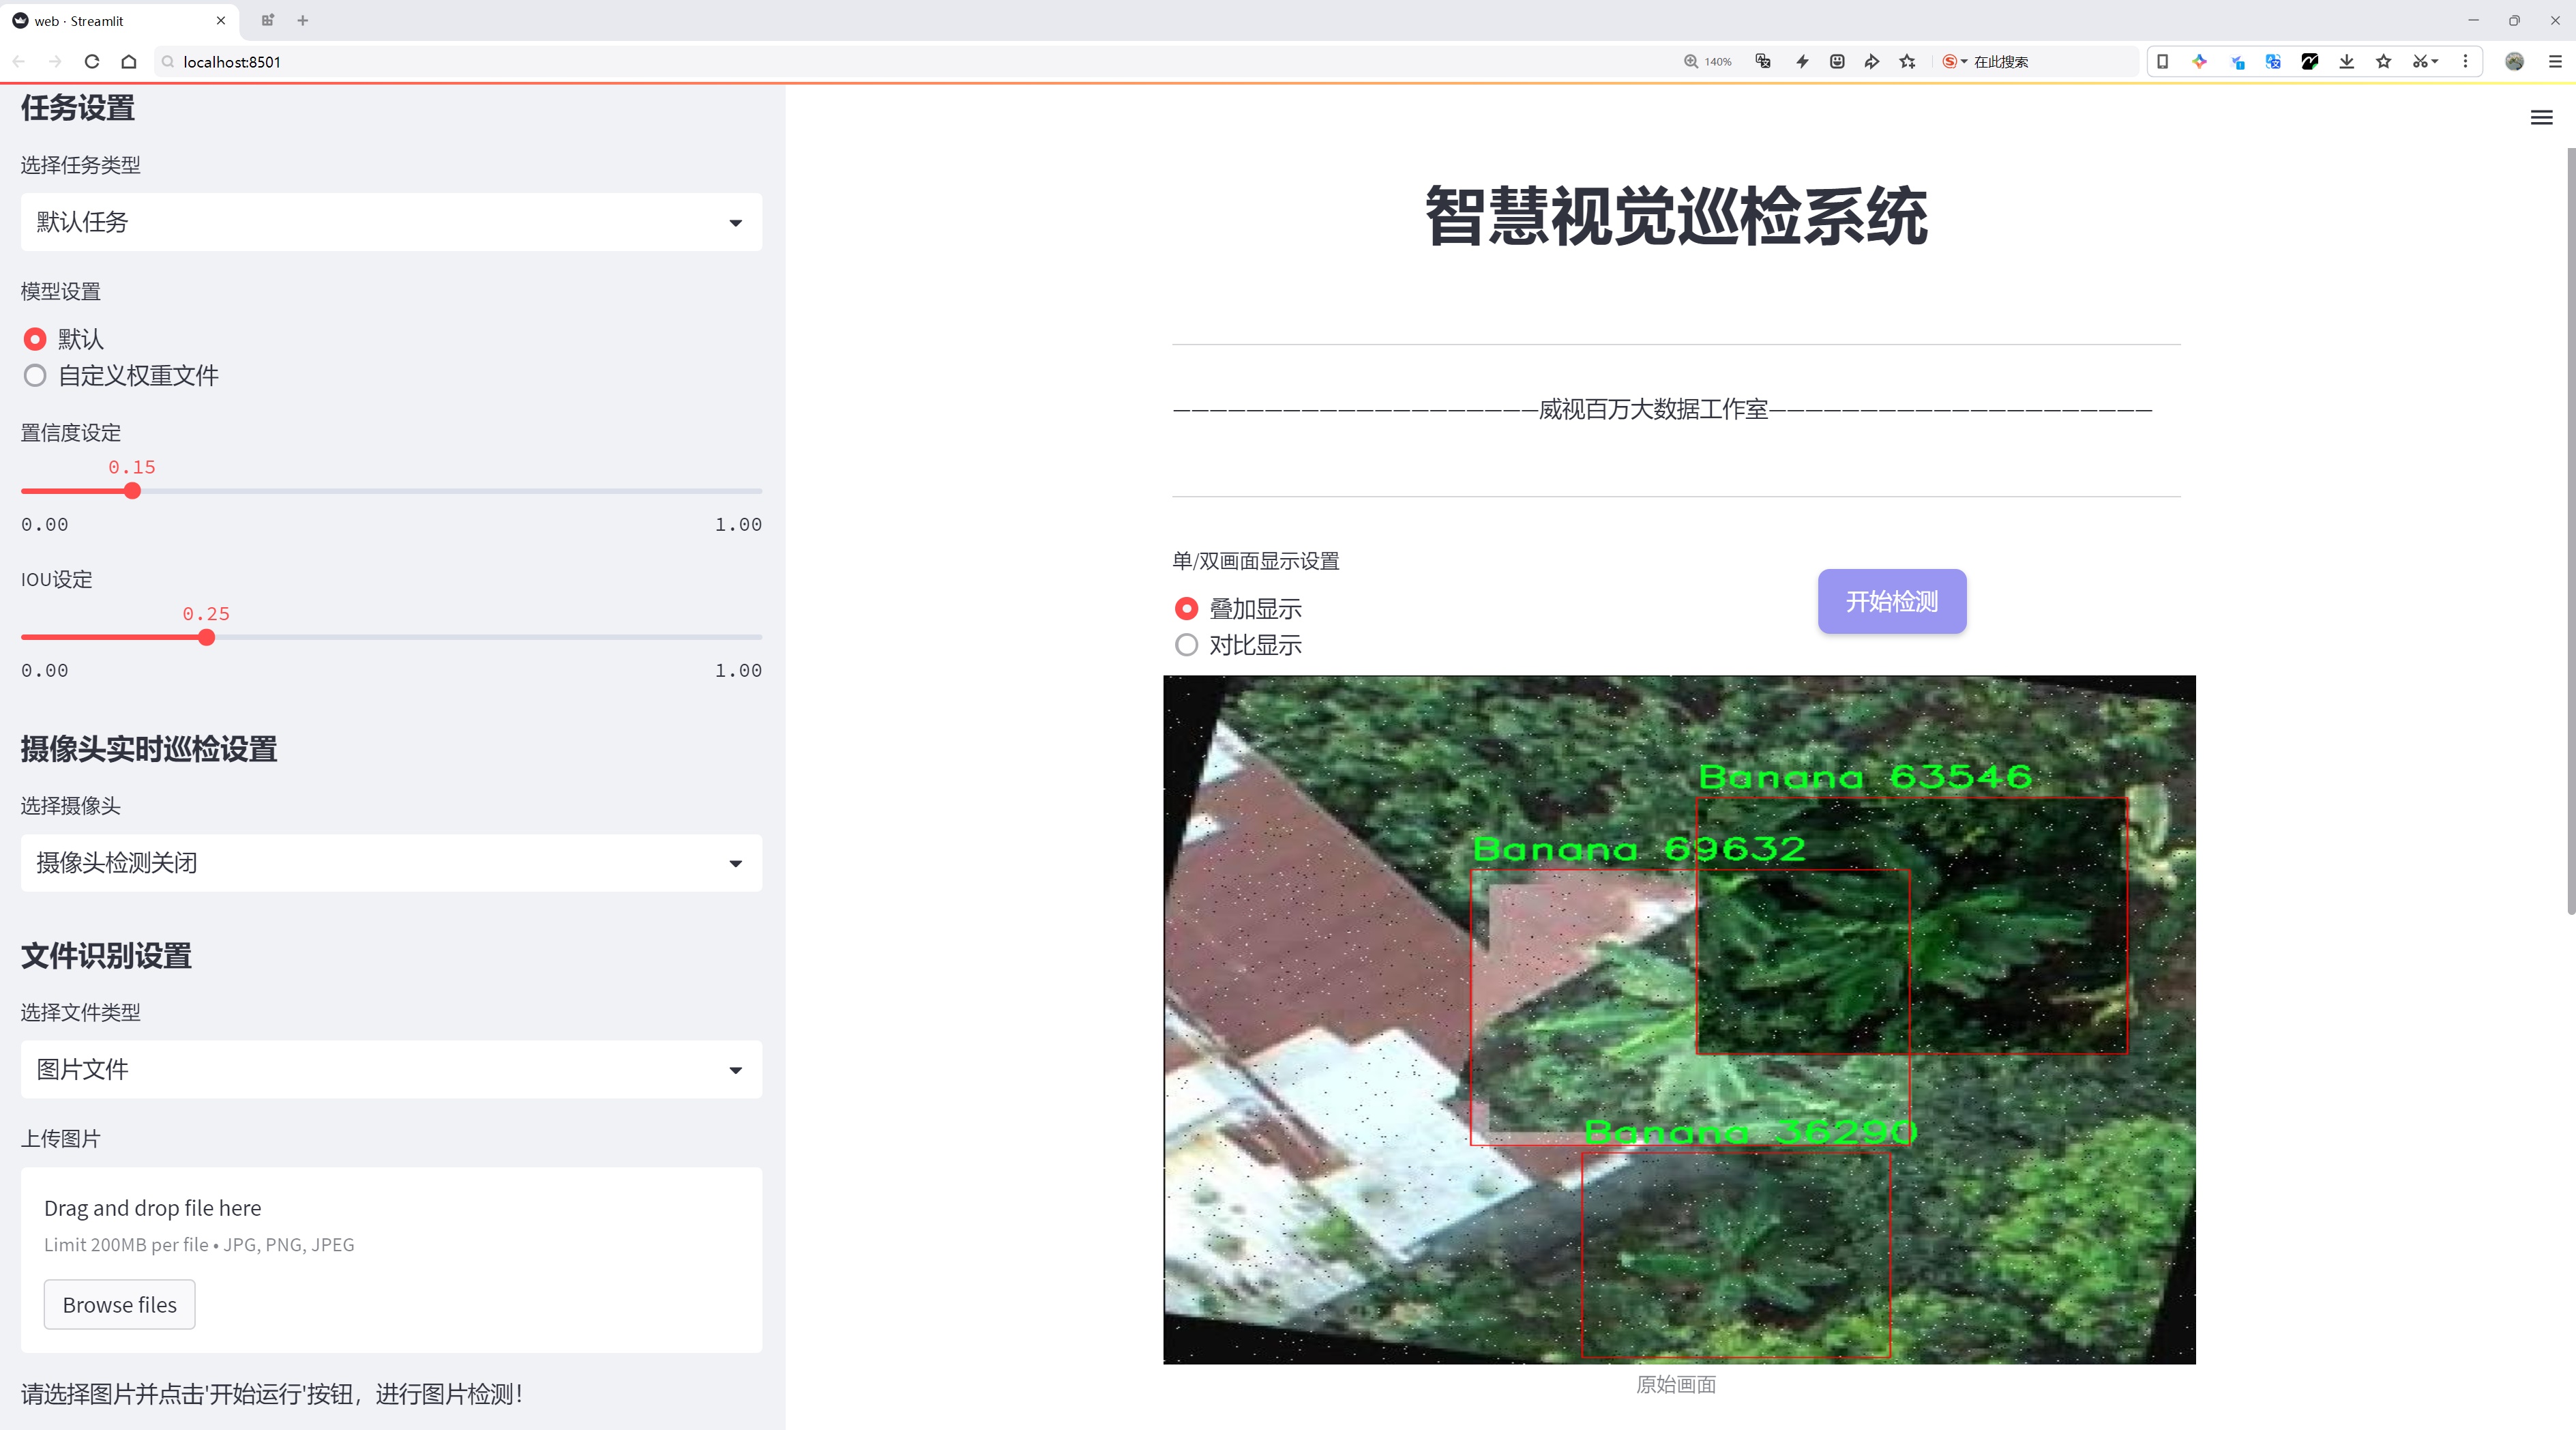 web · Streamlit
localhost:8501
140%
在此搜索
任务设置
选择任务类型
默认任务
模型设置
默认
自定义权重文件
置信度设定
0.15
0.00
1.00
IOU设定
0.25
0.00
1.00
摄像头实时巡检设置
选择摄像头
摄像头检测关闭
文件识别设置
选择文件类型
图片文件
上传图片
Drag and drop file here
Limit 200MB per file • JPG, PNG, JPEG
Browse files
请选择图片并点击'开始运行'按钮，进行图片检测！
智慧视觉巡检系统
————————————————————威视百万大数据工作室—————————————————————
单/双画面显示设置
叠加显示
对比显示
开始检测
Banana 63546
Banana 69632
Banana 36290
原始画面